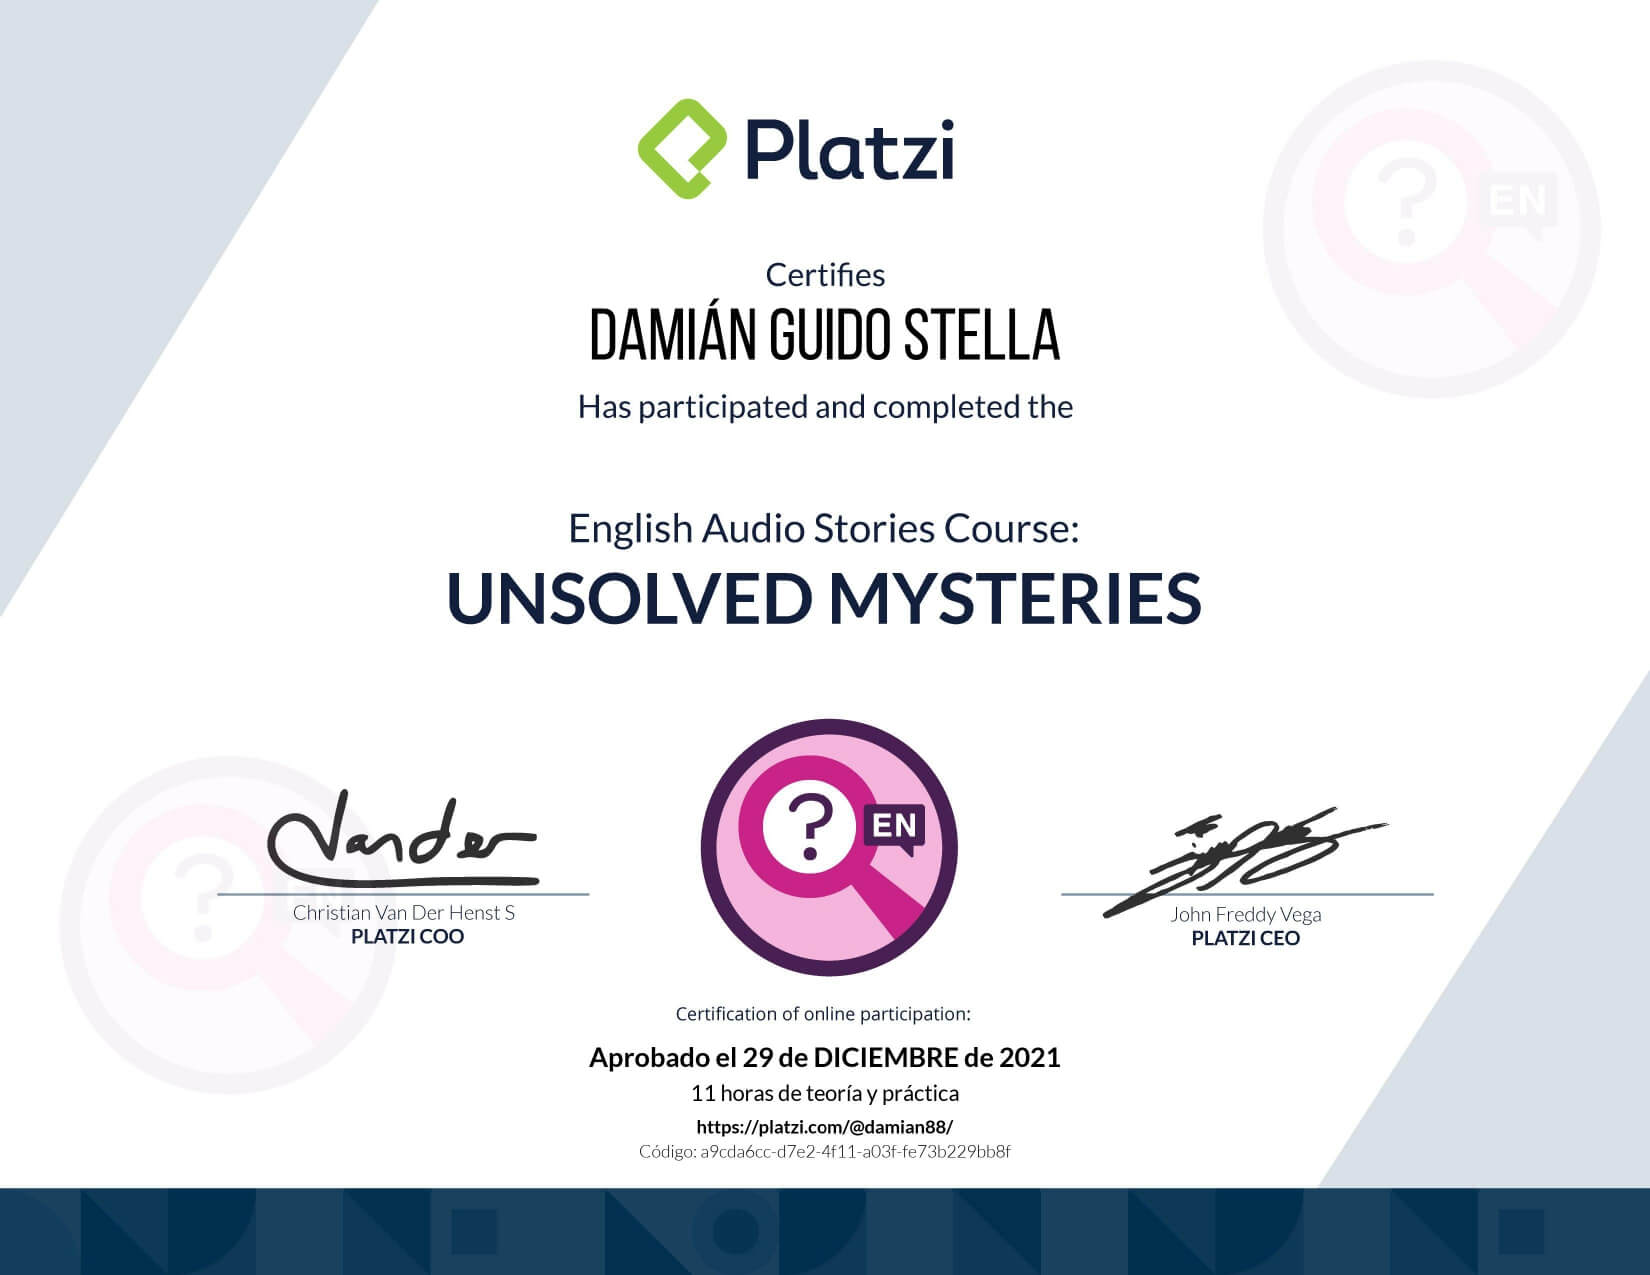 Platzi
EN
Certifies
DAMIÁN GUIDO STELLA
Has participated and completed the
English Audio Stories Course:
UNSOLVED MYSTERIES
Vander
EN
Christian Van Der Henst S
PLATZI COO
John Freddy Vega
PLATZI CEO
Certification of online participation:
Aprobado el 29 de DICIEMBRE de 2021
11 horas de teoría y práctica
https://platzi.com/@damian88/
Código: a9cda6cc-d7e2-4f11-a03f-fe73b229bb8f